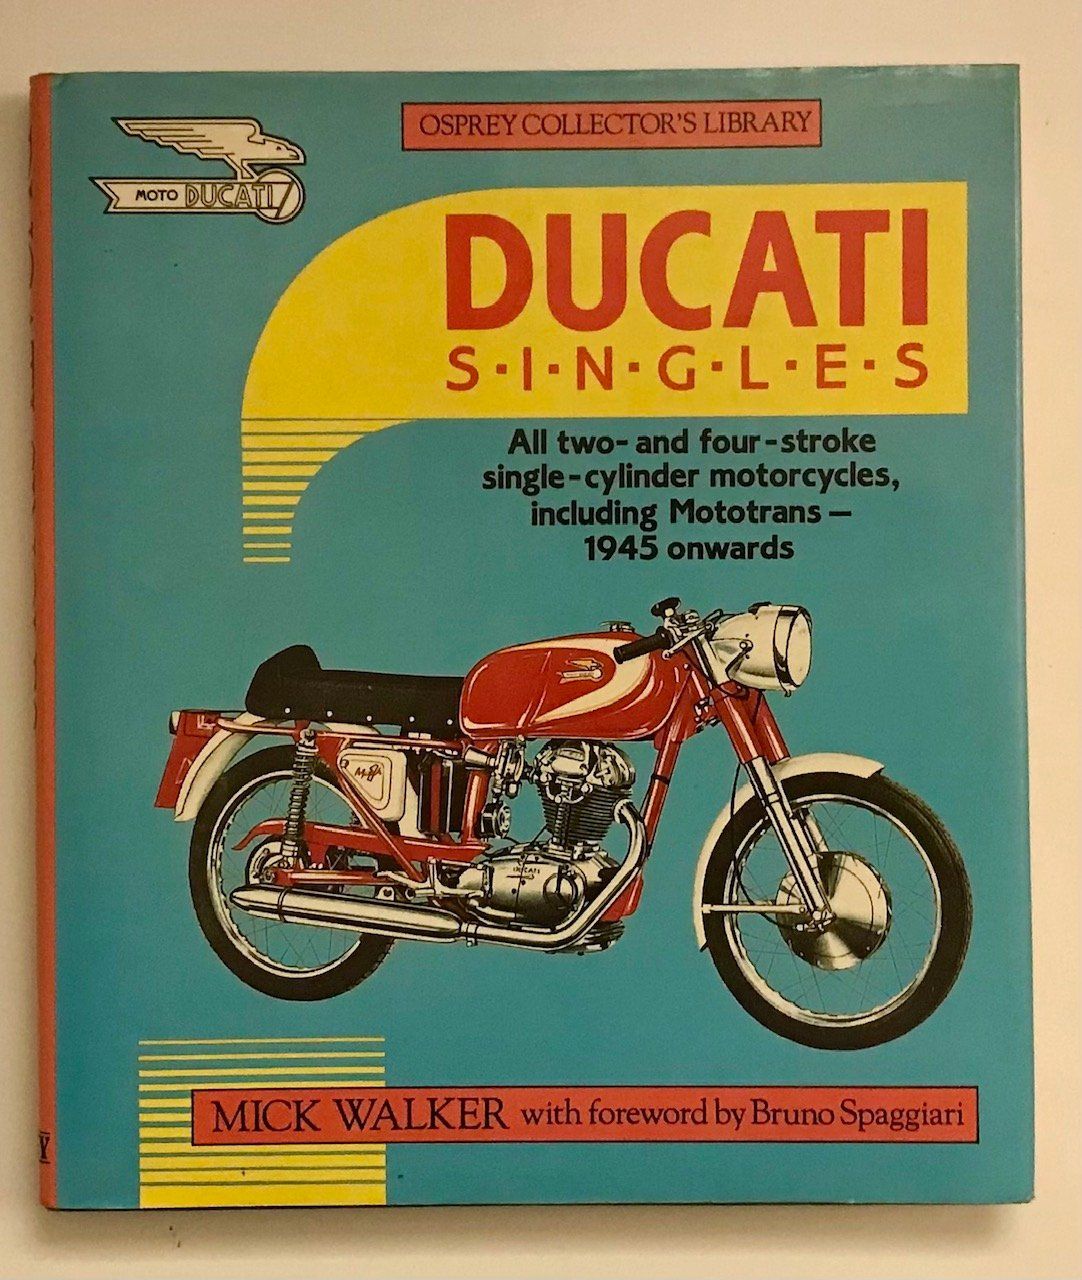 OSPREY COLLECTOR'S LIBRARY
MOTO DUCATI
DUCATI
S·I·N·G·L·E·S
All two- and four-stroke
single-cylinder motorcycles,
including Mototrans —
1945 onwards
DUCATI
MICK WALKER with foreword by Bruno Spaggiari